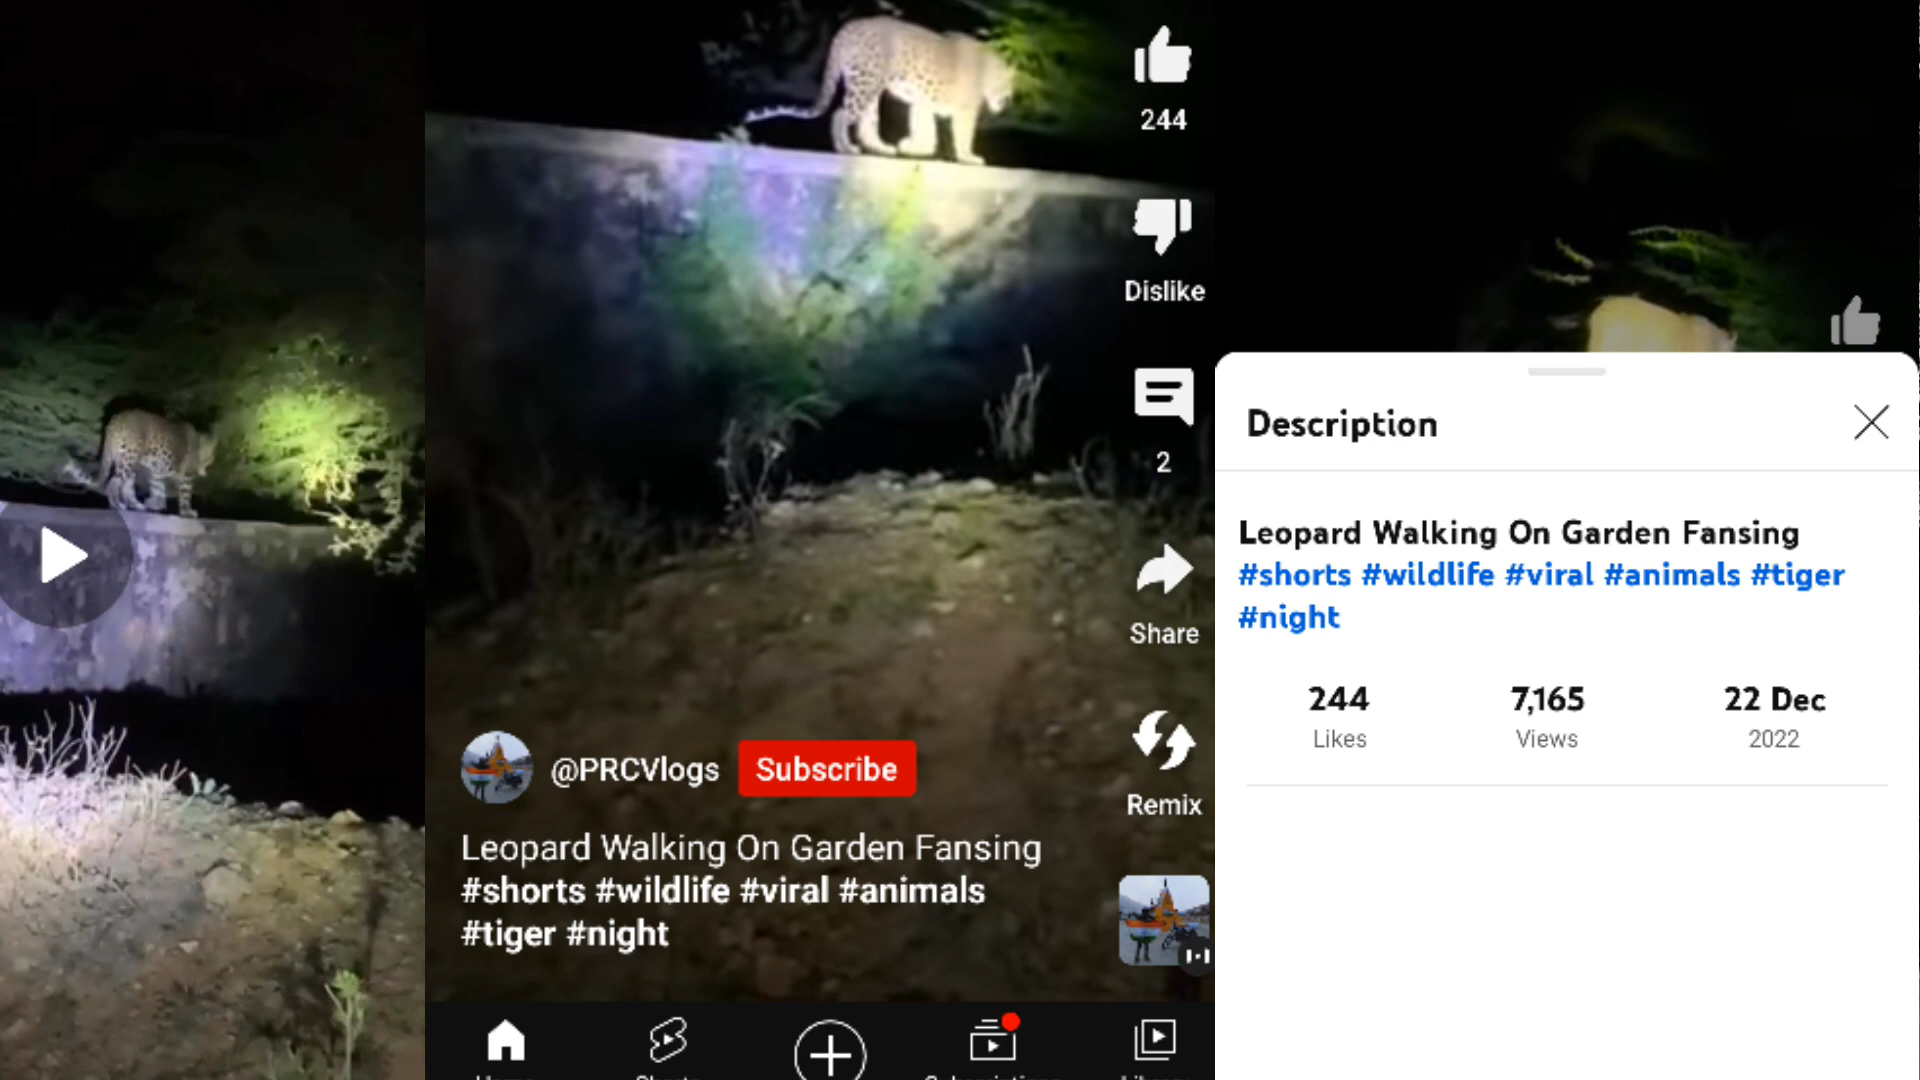 244
Dislike
2
Share
Remix
@PRCVlogs
Subscribe
Leopard Walking On Garden Fansing
#shorts #wildlife #viral #animals
#tiger #night
Description
Leopard Walking On Garden Fansing
#shorts #wildlife #viral #animals #tiger
#night
244
Likes
7,165
Views
22 Dec
2022